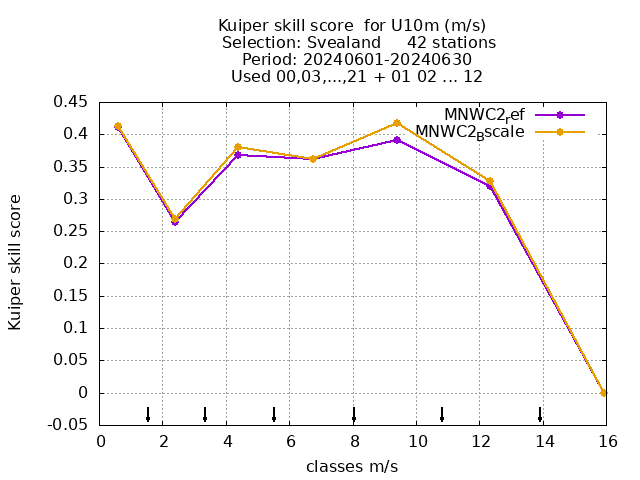 Kuiper skill score  for U10m (m/s)
Selection: Svealand     42 stations
Period: 20240601-20240630
Used 00,03,...,21 + 01 02 ... 12
0.45
0.4
0.35
0.3
0.25
0.2
0.15
0.1
0.05
0
-0.05
Kuiper skill score
MNWC2ref
MNWC2Bscale
0 2 4 6 8 10 12 14 16
classes m/s